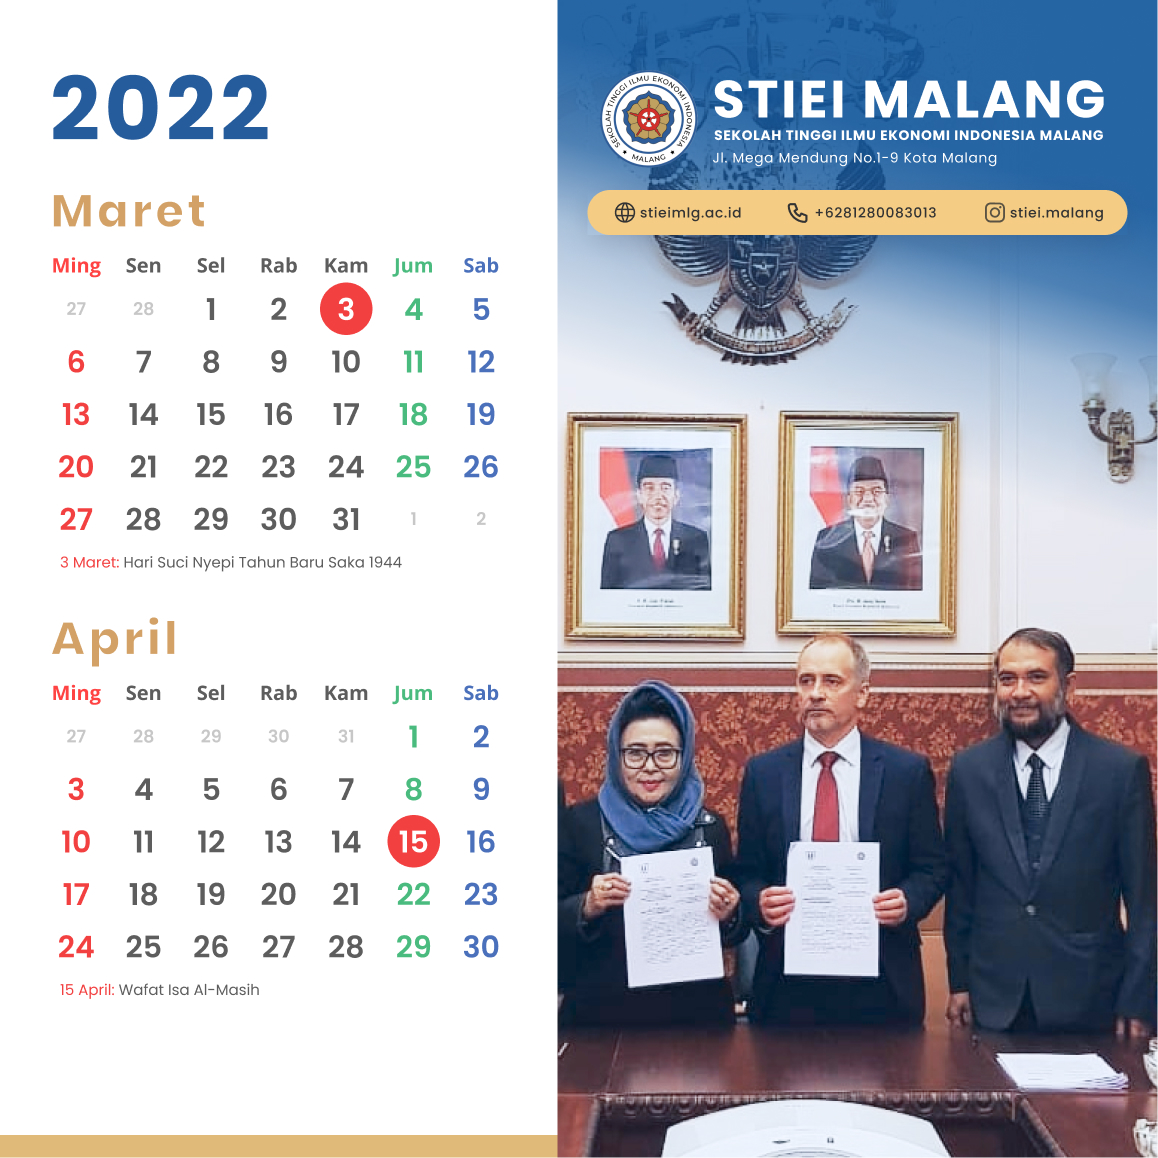 2022
Maret
Ming Sen Sel Rab Kam Jum Sab
27 28 1 2 3 4 5
6 7 8 9 10 11 12
13 14 15 16 17 18 19
20 21 22 23 24 25 26
27 28 29 30 31 1 2
3 Maret: Hari Suci Nyepi Tahun Baru Saka 1944
April
Ming Sen Sel Rab Kam Jum Sab
27 28 29 30 31 1 2
3 4 5 6 7 8 9
10 11 12 13 14 15 16
17 18 19 20 21 22 23
24 25 26 27 28 29 30
15 April: Wafat Isa Al-Masih
SEKOLAH TINGGI ILMU EKONOMI INDONESIA
MALANG
STIEI MALANG
SEKOLAH TINGGI ILMU EKONOMI INDONESIA MALANG
Jl. Mega Mendung No.1-9 Kota Malang
stieimlg.ac.id
+6281280083013
stiei.malang